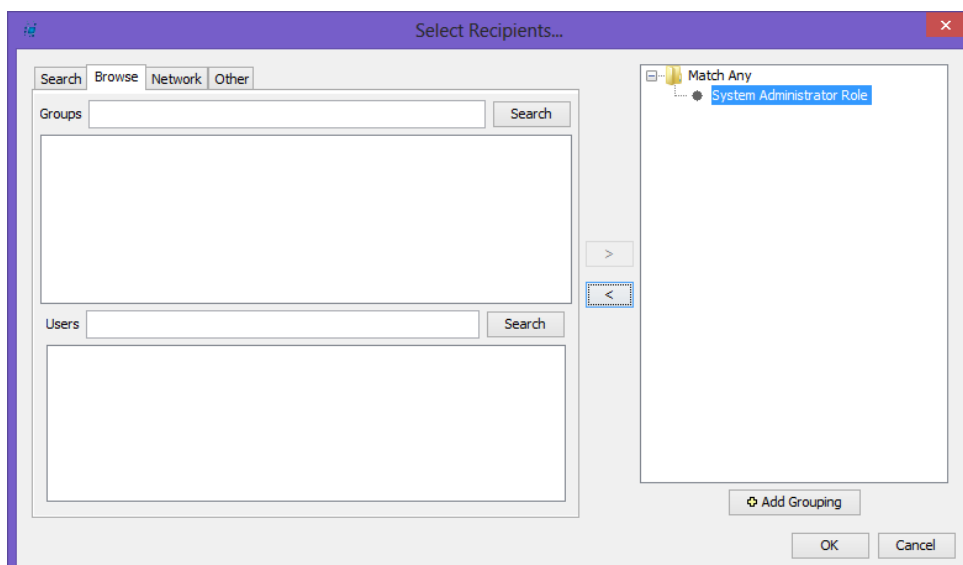 Select Recipients...
Search Browse Network Other
Groups Search
Users Search
>
<
Match Any
System Administrator Role
Add Grouping
OK Cancel